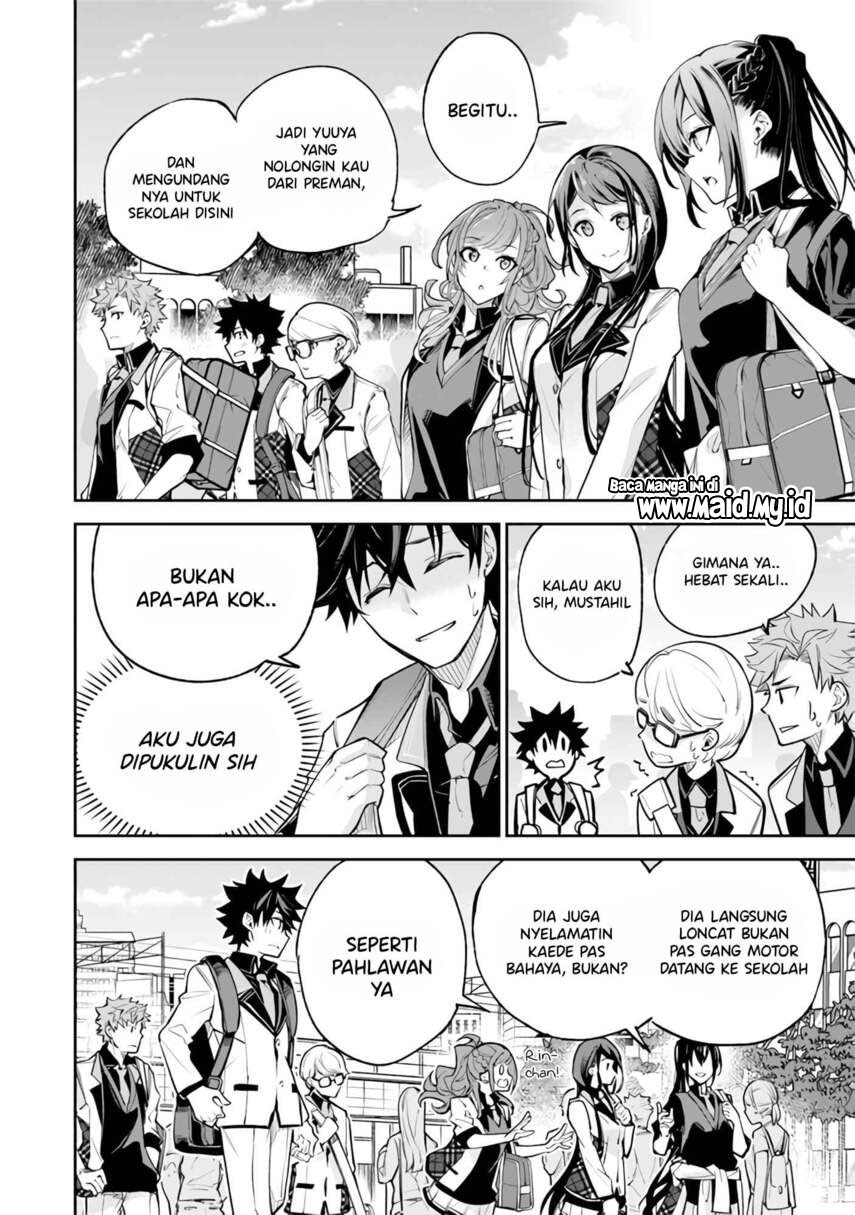 BEGITU..
JADI YUUYA
YANG
NOLONGIN KAU
DARI PREMAN,
DAN
MENGUNDANG
NYA UNTUK
SEKOLAH DISINI
Baca Manga ini di
www.Maid.My.id
GIMANA YA..
HEBAT SEKALI..
KALAU AKU
SIH, MUSTAHIL
BUKAN
APA-APA KOK..
AKU JUGA
DIPUKULIN SIH
DIA LANGSUNG
LONCAT BUKAN
PAS GANG MOTOR
DATANG KE SEKOLAH
DIA JUGA
NYELAMATIN
KAEDE PAS
BAHAYA, BUKAN?
Rin-
chan!
SEPERTI
PAHLAWAN
YA